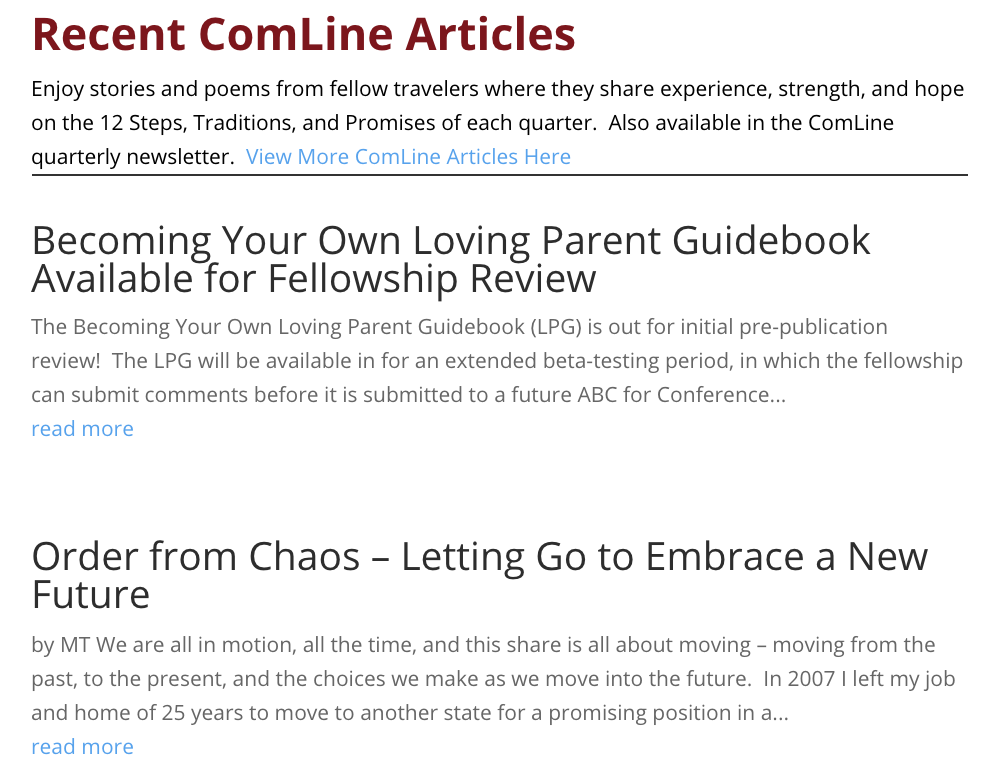 Recent ComLine Articles
Enjoy stories and poems from fellow travelers where they share experience, strength, and hope
on the 12 Steps, Traditions, and Promises of each quarter.  Also available in the ComLine
quarterly newsletter.  View More ComLine Articles Here
Becoming Your Own Loving Parent Guidebook
Available for Fellowship Review
The Becoming Your Own Loving Parent Guidebook (LPG) is out for initial pre-publication
review!  The LPG will be available in for an extended beta-testing period, in which the fellowship
can submit comments before it is submitted to a future ABC for Conference...
read more
Order from Chaos – Letting Go to Embrace a New
Future
by MT We are all in motion, all the time, and this share is all about moving – moving from the
past, to the present, and the choices we make as we move into the future.  In 2007 I left my job
and home of 25 years to move to another state for a promising position in a...
read more